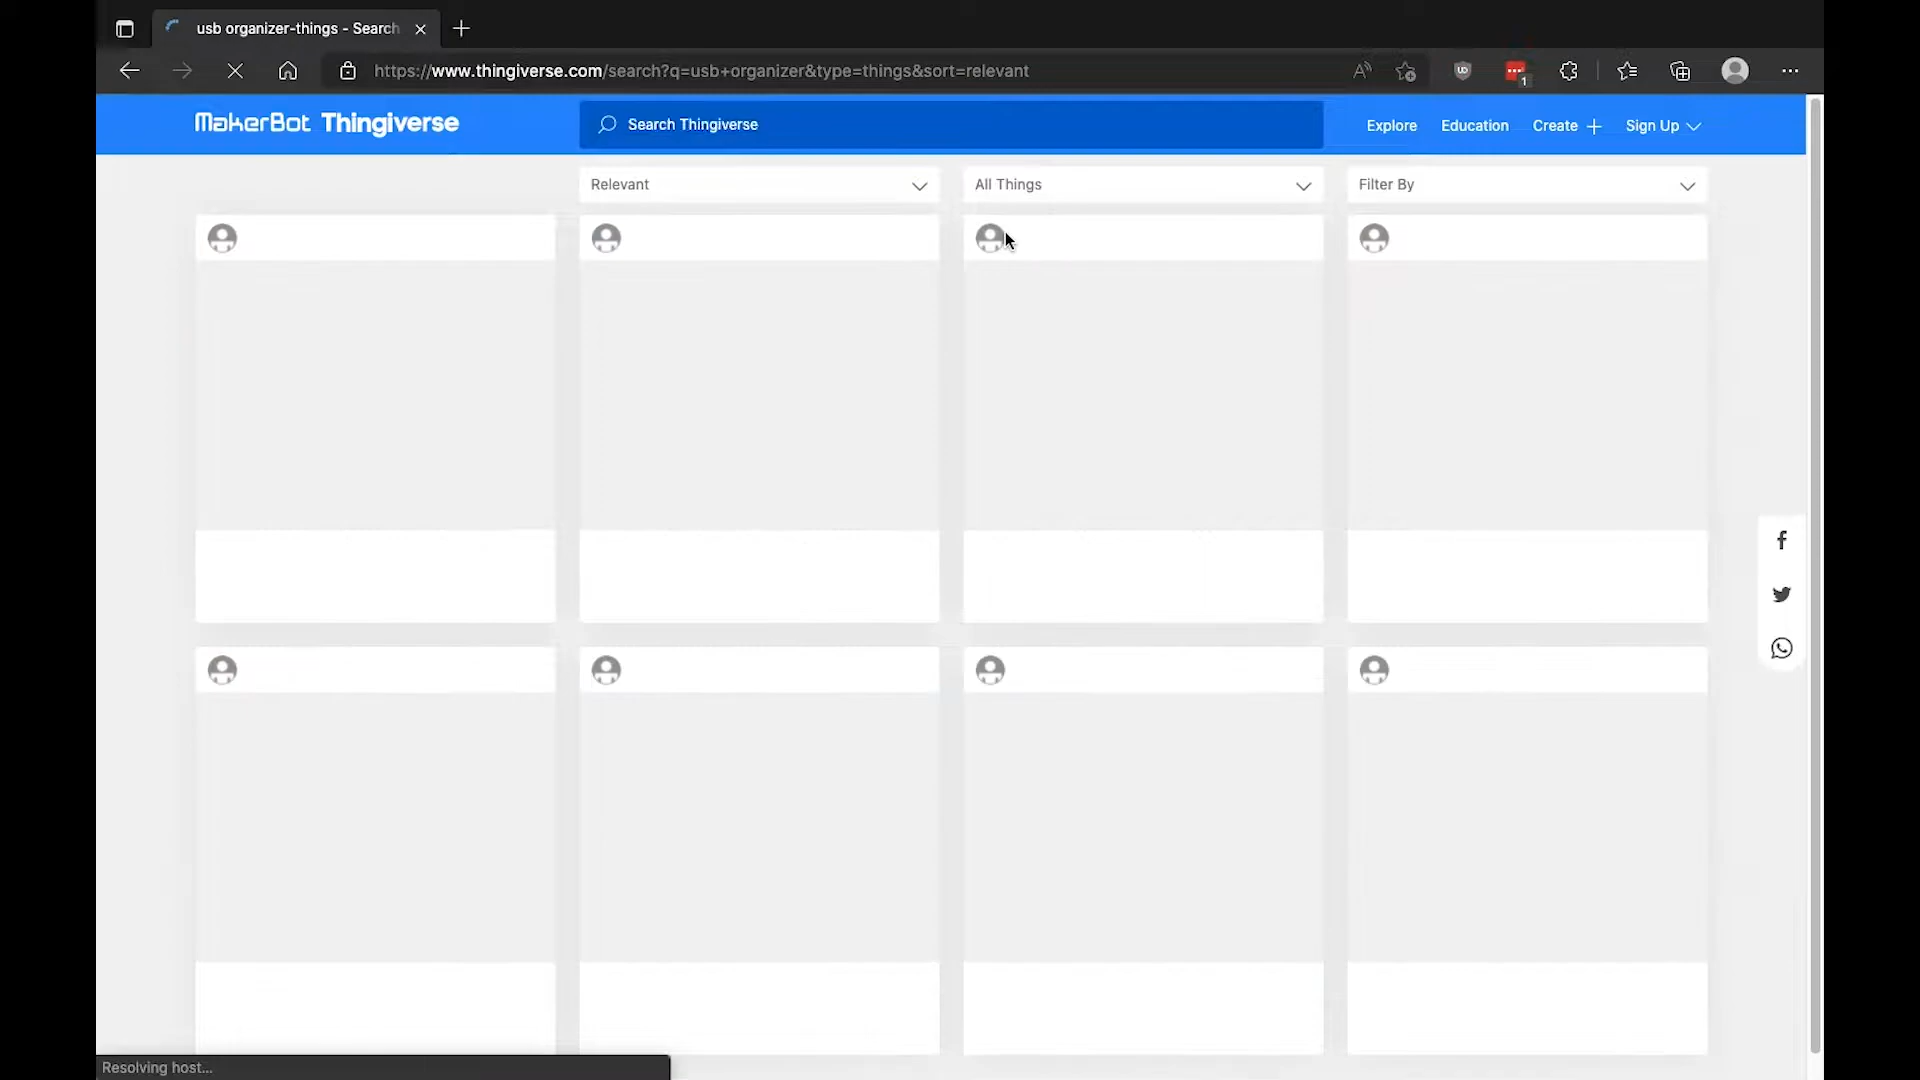 usb organizer-things - Search
https://www.thingiverse.com/search?q=usb+organizer&type=things&sort=relevant
1
MakerBot Thingiverse
Search Thingiverse
Explore
Education
Create
Sign Up
Relevant
All Things
Filter By
Resolving host...